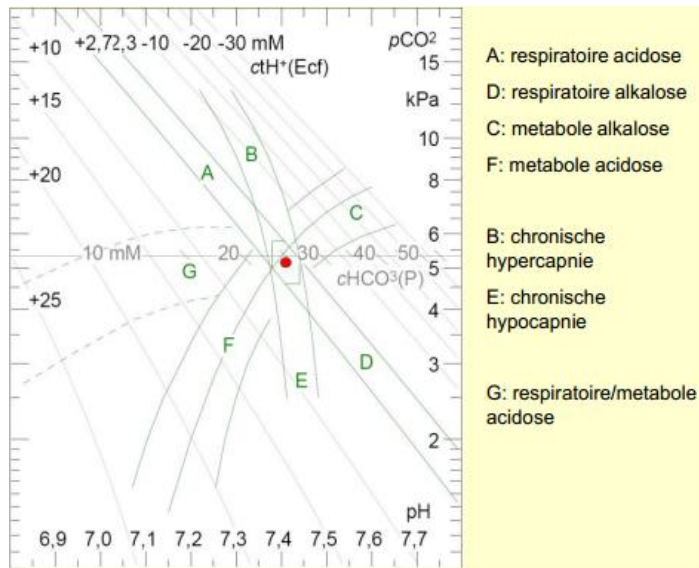 +10 +2,72,3 -10 -20 -30 mM pCO²
ctH⁺(Ecf)
15
kPa
+15
10
+20
8
6
10 mM 20 30 40 50
5
cHCO³(P)
+25
4
3
2
pH
6,9 7,0 7,1 7,2 7,3 7,4 7,5 7,6 7,7
A
B
C
G
F
E
D
A: respiratoire acidose
D: respiratoire alkalose
C: metabole alkalose
F: metabole acidose
B: chronische
hypercapnie
E: chronische
hypocapnie
G: respiratoire/metabole
acidose